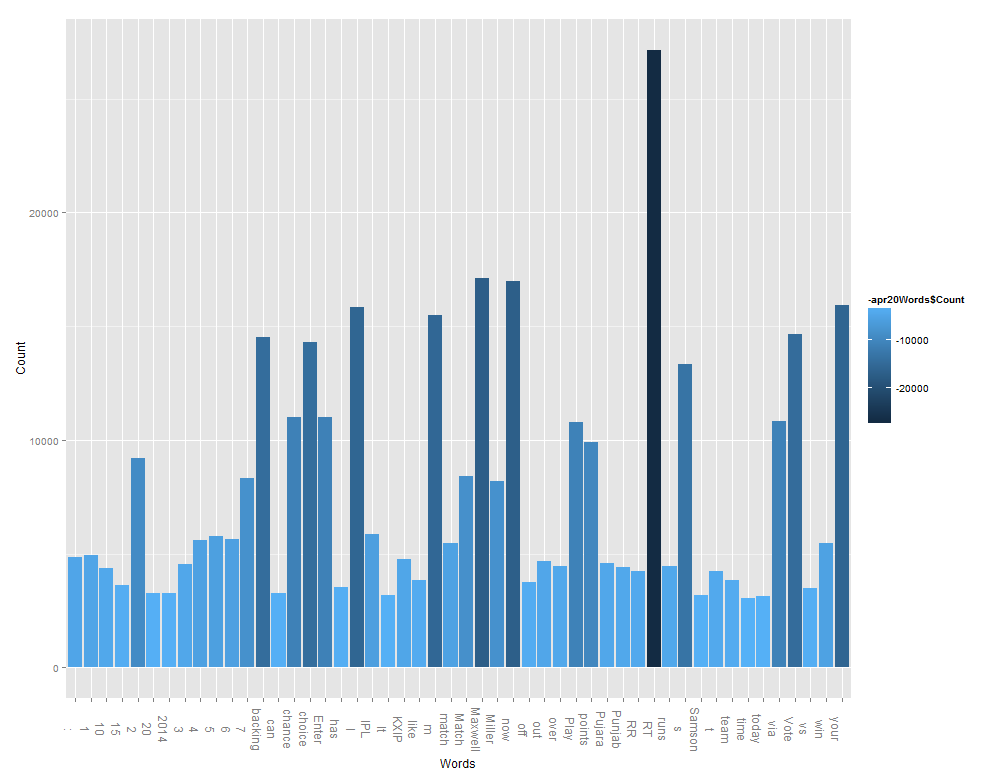 20000
10000
0
Count
-apr20Words$Count
-10000
-20000
:
1
10
15
2
20
2014
3
4
5
6
7
backing
can
chance
choice
Enter
has
I
IPL
It
KXIP
like
m
match
Match
Maxwell
Miller
now
off
out
over
Play
points
Pujara
Punjab
RR
RT
runs
s
Samson
t
team
time
today
via
Vote
vs
win
your
Words